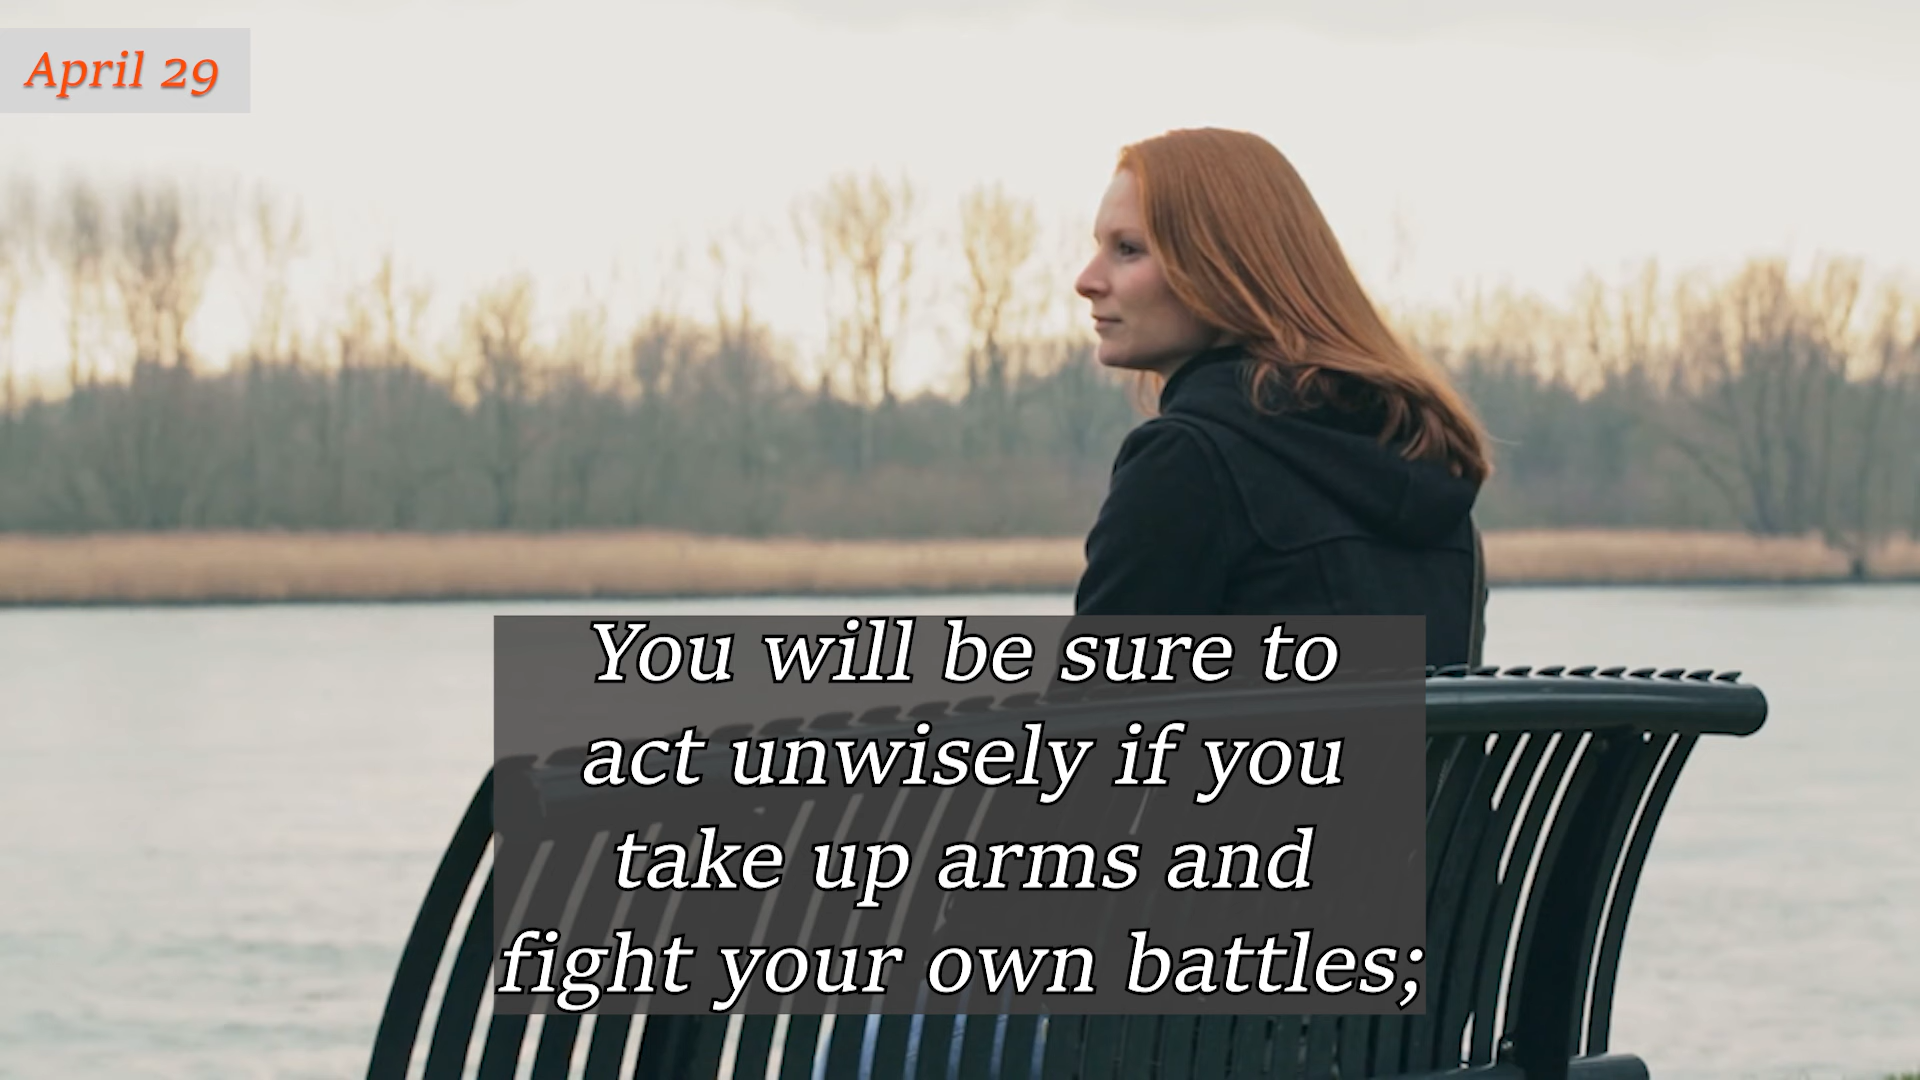 April 29
You will be sure to
act unwisely if you
take up arms and
fight your own battles;